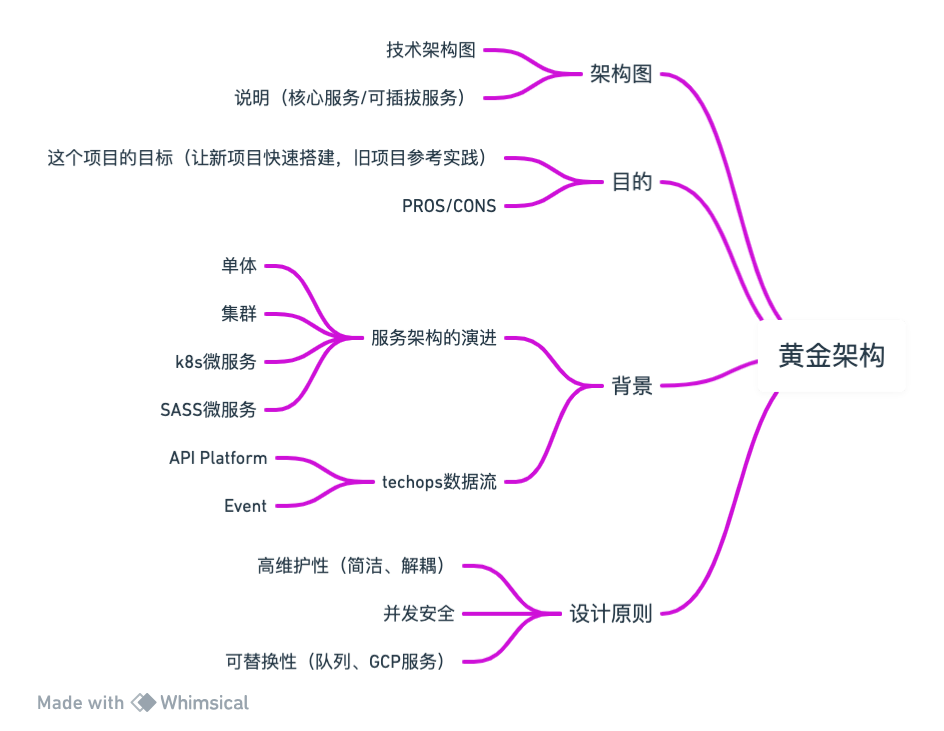 技术架构图
架构图
说明（核心服务/可插拔服务）
这个项目的目标（让新项目快速搭建，旧项目参考实践）
目的
PROS/CONS
单体
集群
服务架构的演进
k8s微服务
黄金架构
背景
SASS微服务
API Platform
techops数据流
Event
高维护性（简洁、解耦）
并发安全
设计原则
可替换性（队列、GCP服务）
Made with Whimsical